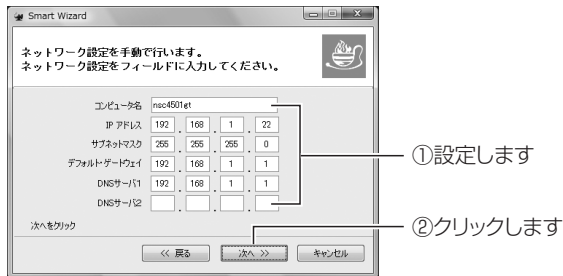 Smart Wizard
ネットワーク設定を手動で行います。
ネットワーク設定をフィールドに入力してください。
コンピュータ名 nsc4501gt
IP アドレス 192 . 168 . 1 . 22
サブネットマスク 255 . 255 . 255 . 0
デフォルト・ゲートウェイ 192 . 168 . 1 . 1
DNSサーバ1 192 . 168 . 1 . 1
DNSサーバ2 . . .
①設定します
次へをクリック
②クリックします
<< 戻る 次へ >> キャンセル